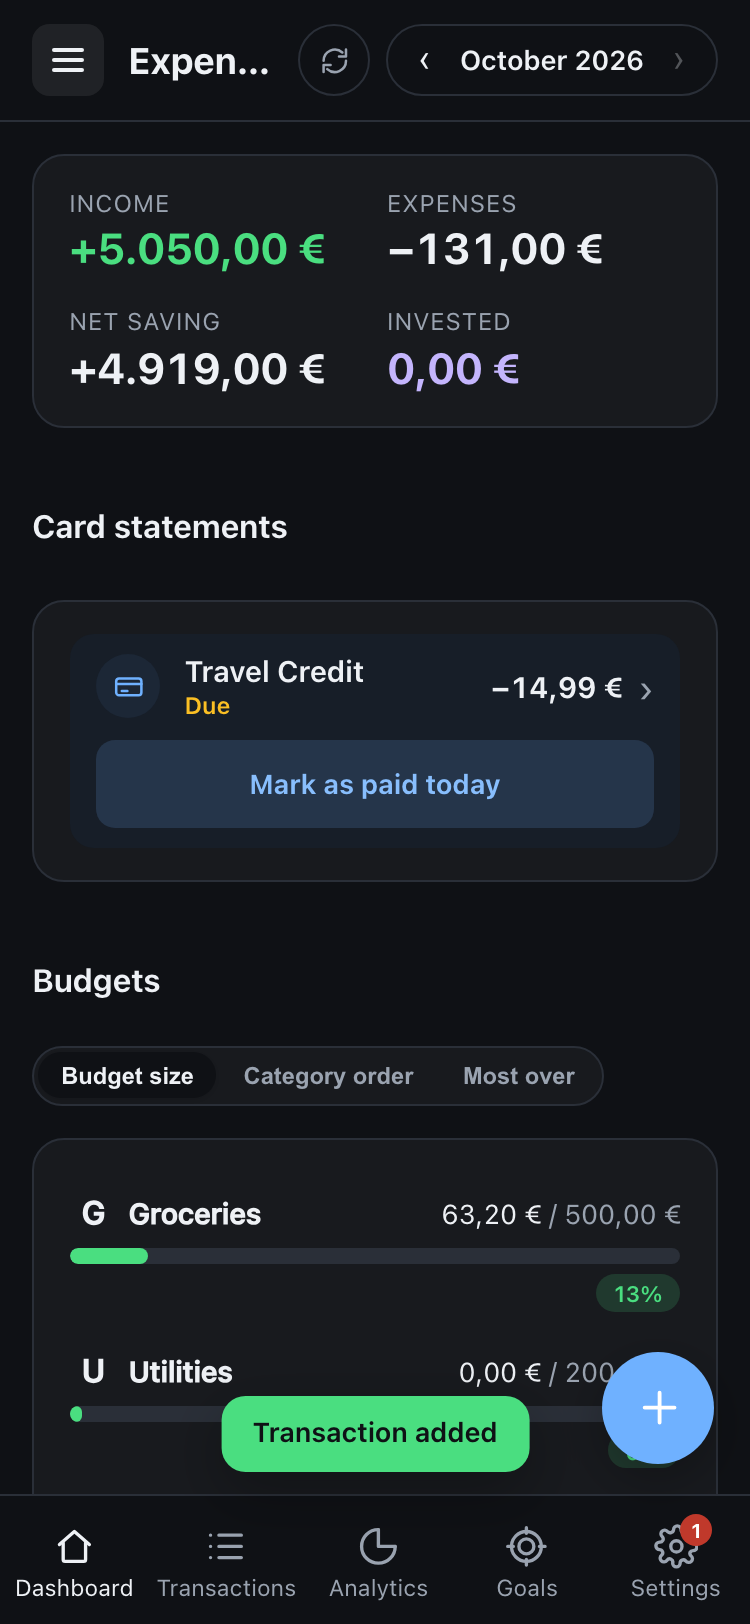 Expen...
October 2026
INCOME
+5.050,00 €
EXPENSES
−131,00 €
NET SAVING
+4.919,00 €
INVESTED
0,00 €
Card statements
Travel Credit
Due
−14,99 €
Mark as paid today
Budgets
Budget size
Category order
Most over
G Groceries 63,20 € / 500,00 €
13%
U Utilities 0,00 € / 200
Transaction added
Dashboard
Transactions
Analytics
Goals
1
Settings